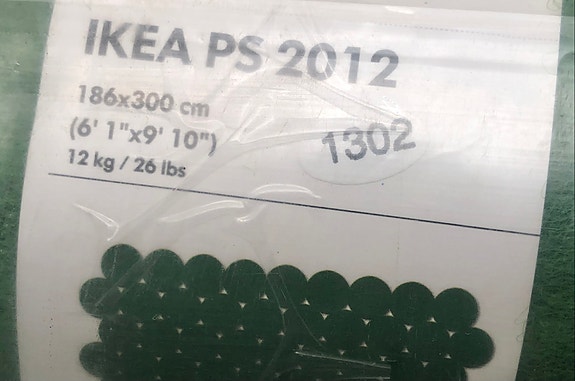 IKEA PS 2012
186x300 cm
(6' 1"x9' 10")
12 kg / 26 lbs
1302